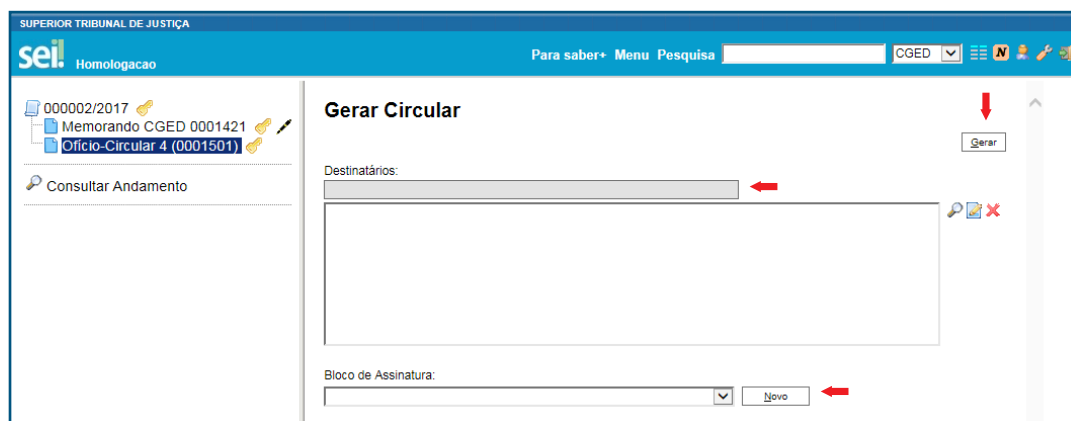 SUPERIOR TRIBUNAL DE JUSTIÇA
sei! Homologacao
Para saber+ Menu Pesquisa CGED N
000002/2017
Memorando CGED 0001421
Ofício-Circular 4 (0001501)
Consultar Andamento
Gerar Circular
Gerar
Destinatários:
Bloco de Assinatura:
Novo